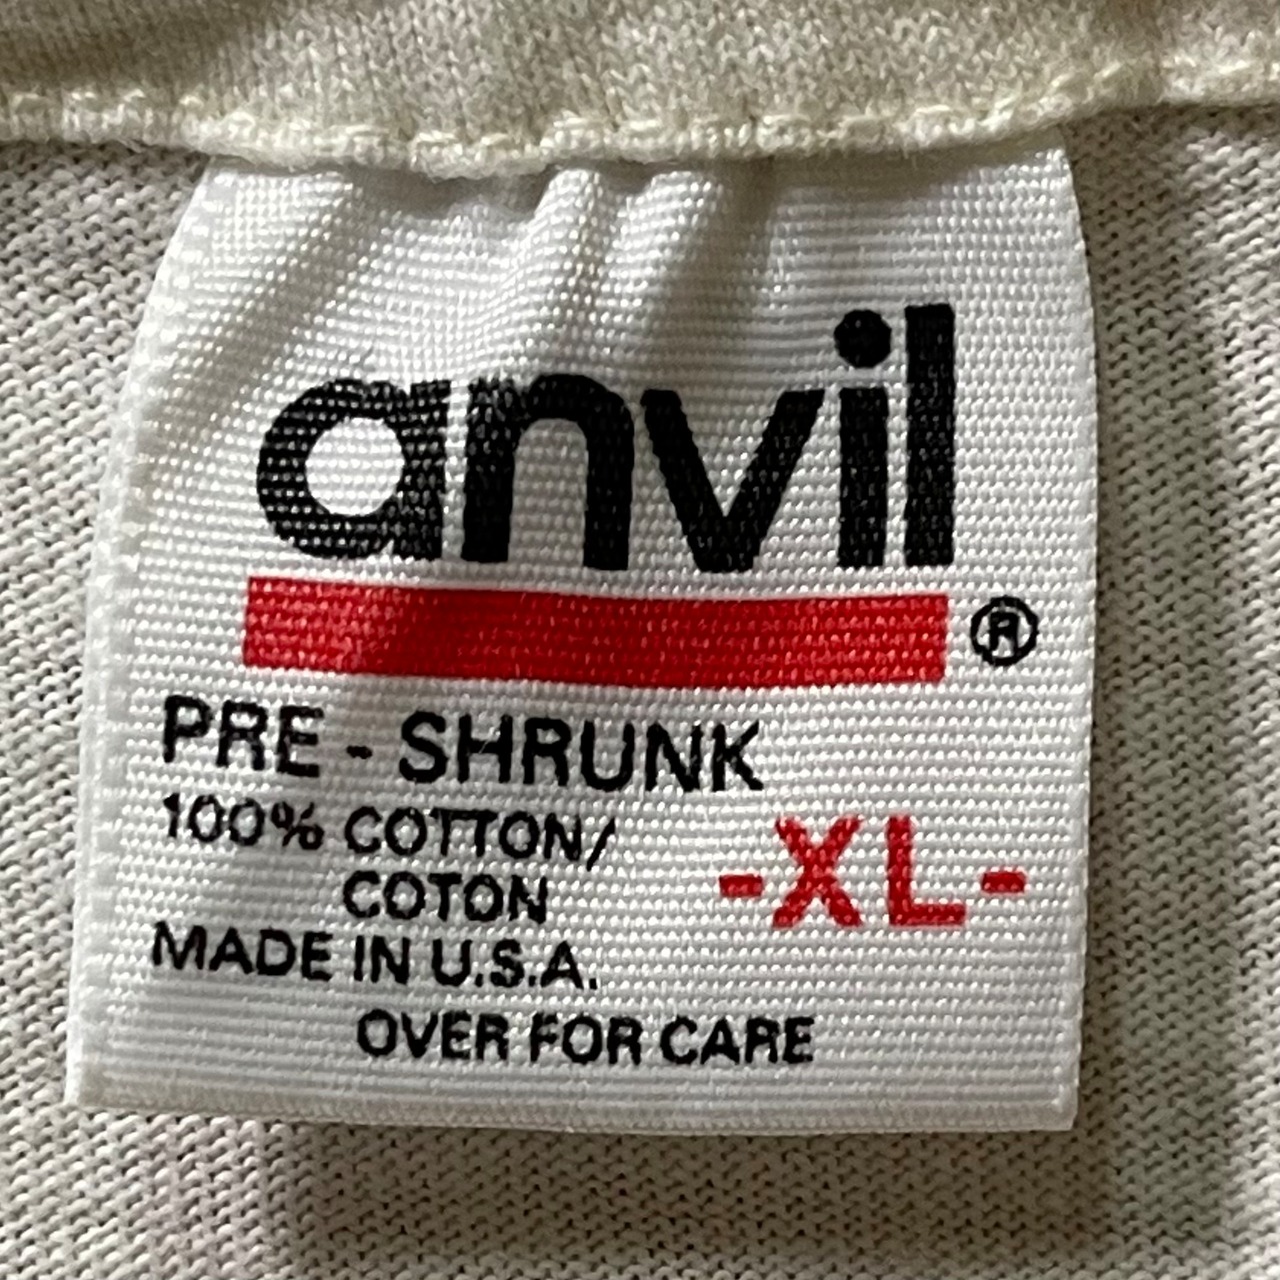 anvil
®
PRE - SHRUNK
100% COTTON/
COTON
-XL-
MADE IN U.S.A.
OVER FOR CARE